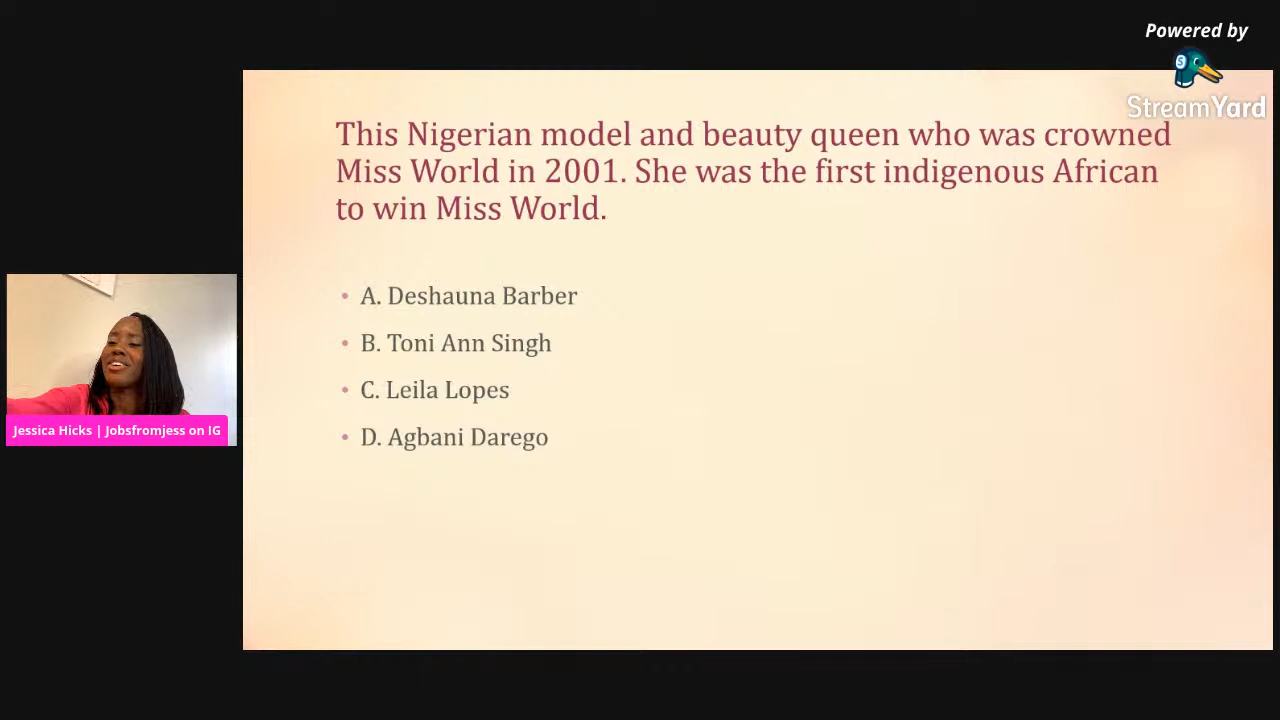 Powered by
StreamYard
This Nigerian model and beauty queen who was crowned
Miss World in 2001. She was the first indigenous African
to win Miss World.
• A. Deshauna Barber
• B. Toni Ann Singh
• C. Leila Lopes
• D. Agbani Darego
Jessica Hicks | Jobsfromjess on IG